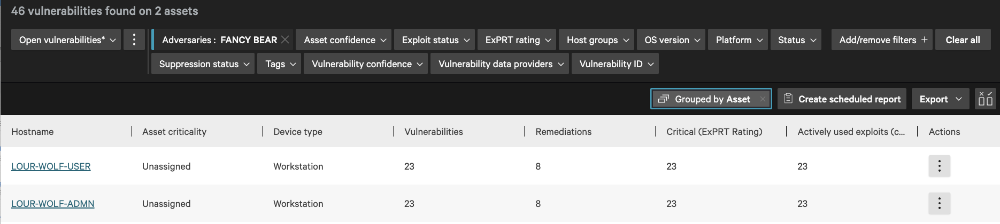 46 vulnerabilities found on 2 assets
Open vulnerabilities* Adversaries : FANCY BEAR Asset confidence Exploit status ExPRT rating Host groups OS version Platform Status Add/remove filters + Clear all
Suppression status Tags Vulnerability confidence Vulnerability data providers Vulnerability ID
Grouped by Asset Create scheduled report Export
Hostname Asset criticality Device type Vulnerabilities Remediations Critical (ExPRT Rating) Actively used exploits (c... Actions
LOUR-WOLF-USER Unassigned Workstation 23 8 23 23
LOUR-WOLF-ADMN Unassigned Workstation 23 8 23 23